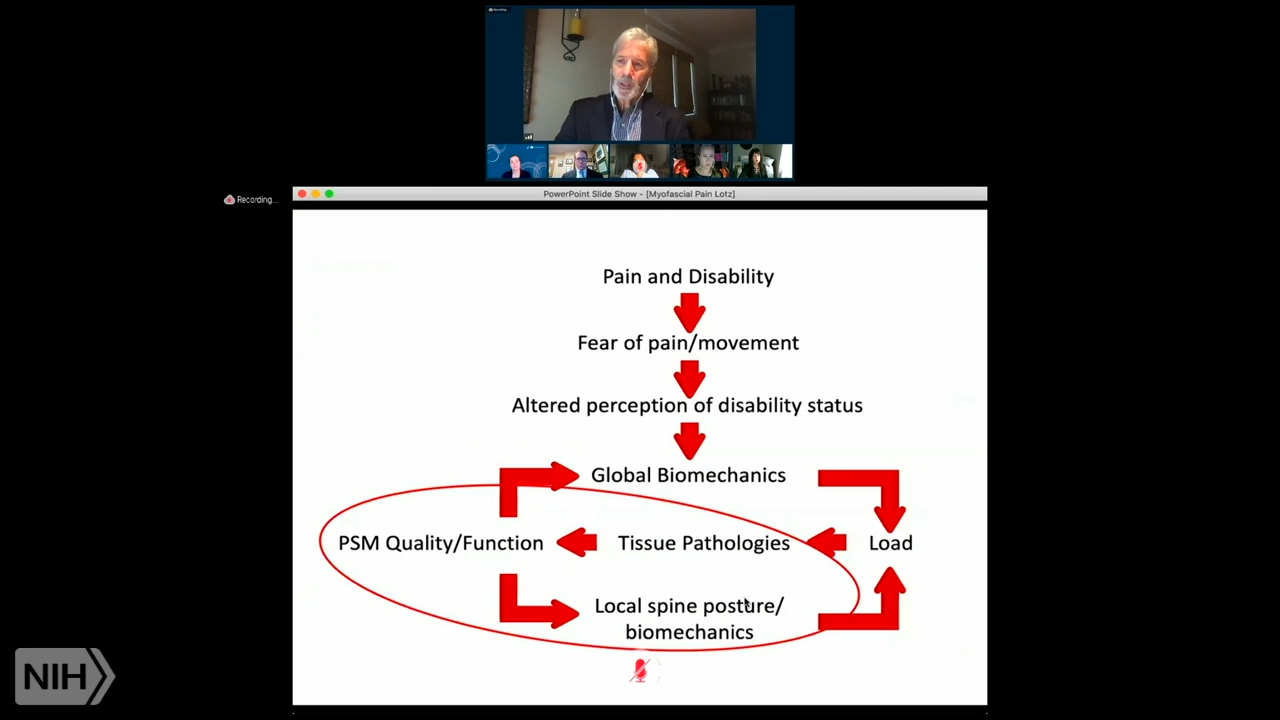 Recording...
Recording...
PowerPoint Slide Show - [Myofascial Pain Lotz]
Pain and Disability
Fear of pain/movement
Altered perception of disability status
Global Biomechanics
PSM Quality/Function
Tissue Pathologies
Load
Local spine posture/
biomechanics
NIH